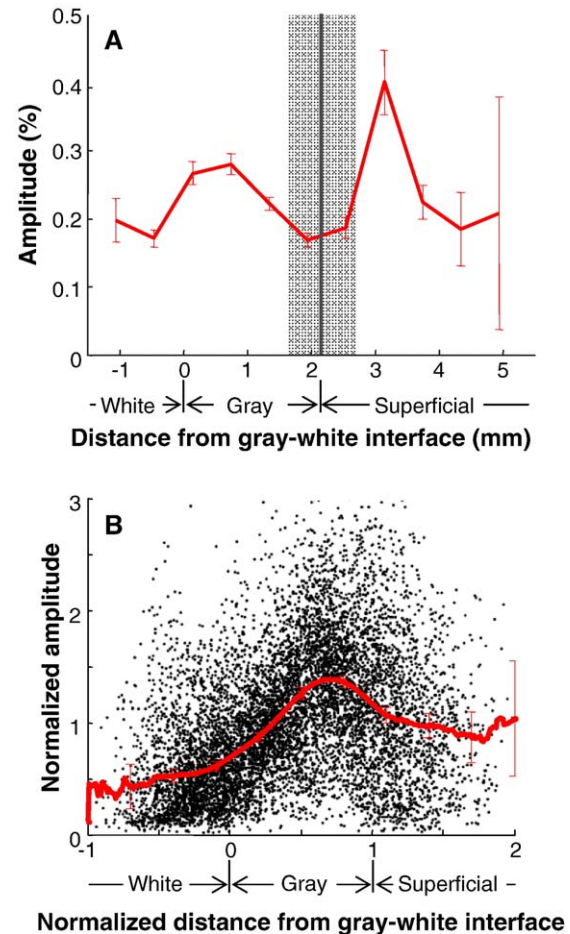 A
Amplitude (%)
0.5
0.4
0.3
0.2
0.1
0
-1 0 1 2 3 4 5
- White Gray Superficial
Distance from gray-white interface (mm)
B
Normalized amplitude
3
2
1
0
-1 0 1 2
White Gray Superficial -
Normalized distance from gray-white interface